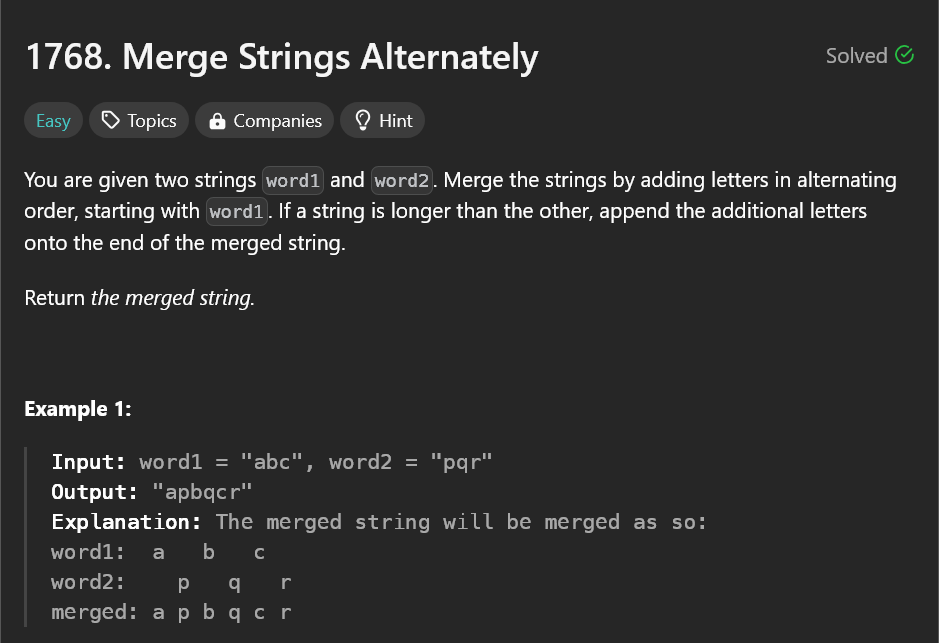 1768. Merge Strings Alternately
Solved
Easy Topics Companies Hint
You are given two strings word1 and word2. Merge the strings by adding letters in alternating
order, starting with word1. If a string is longer than the other, append the additional letters
onto the end of the merged string.
Return the merged string.
Example 1:
Input: word1 = "abc", word2 = "pqr"
Output: "apbqcr"
Explanation: The merged string will be merged as so:
word1:  a   b   c
word2:    p   q   r
merged: a p b q c r